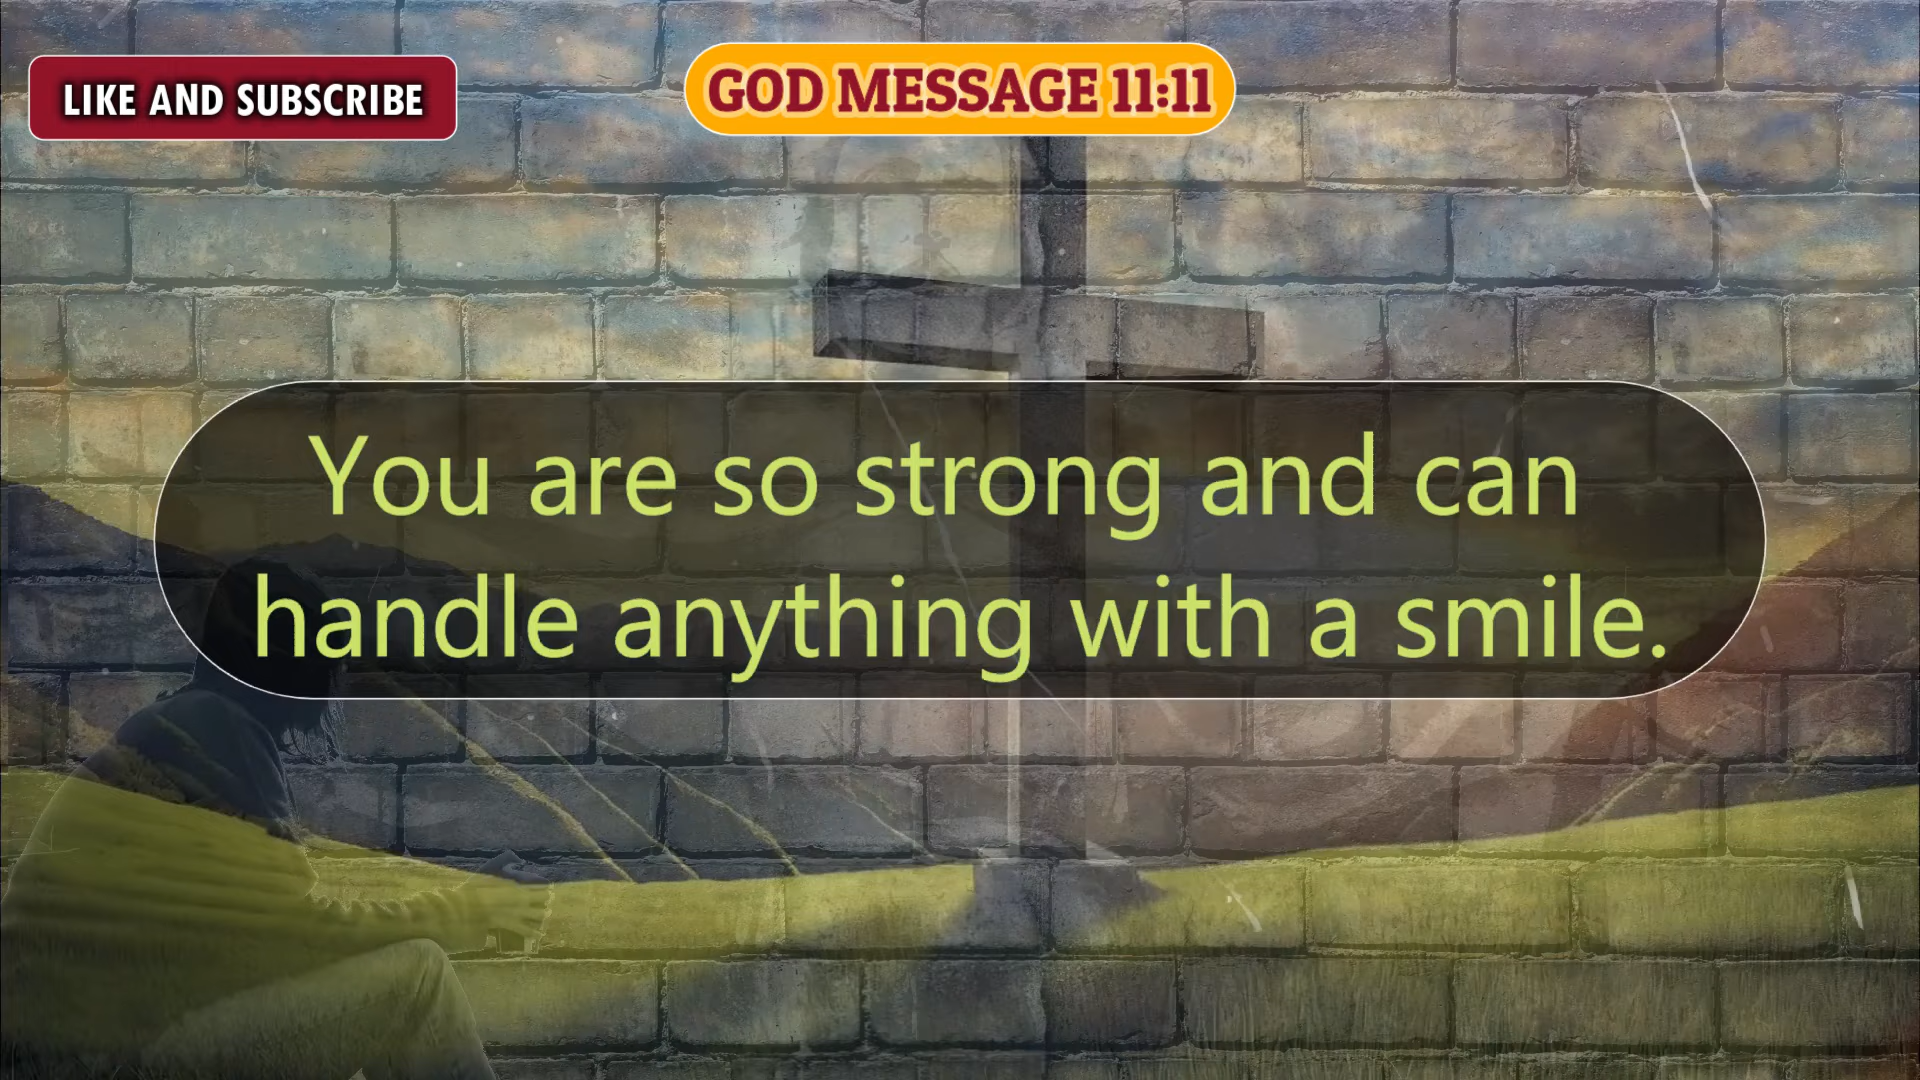 LIKE AND SUBSCRIBE
GOD MESSAGE 11:11
You are so strong and can
handle anything with a smile.